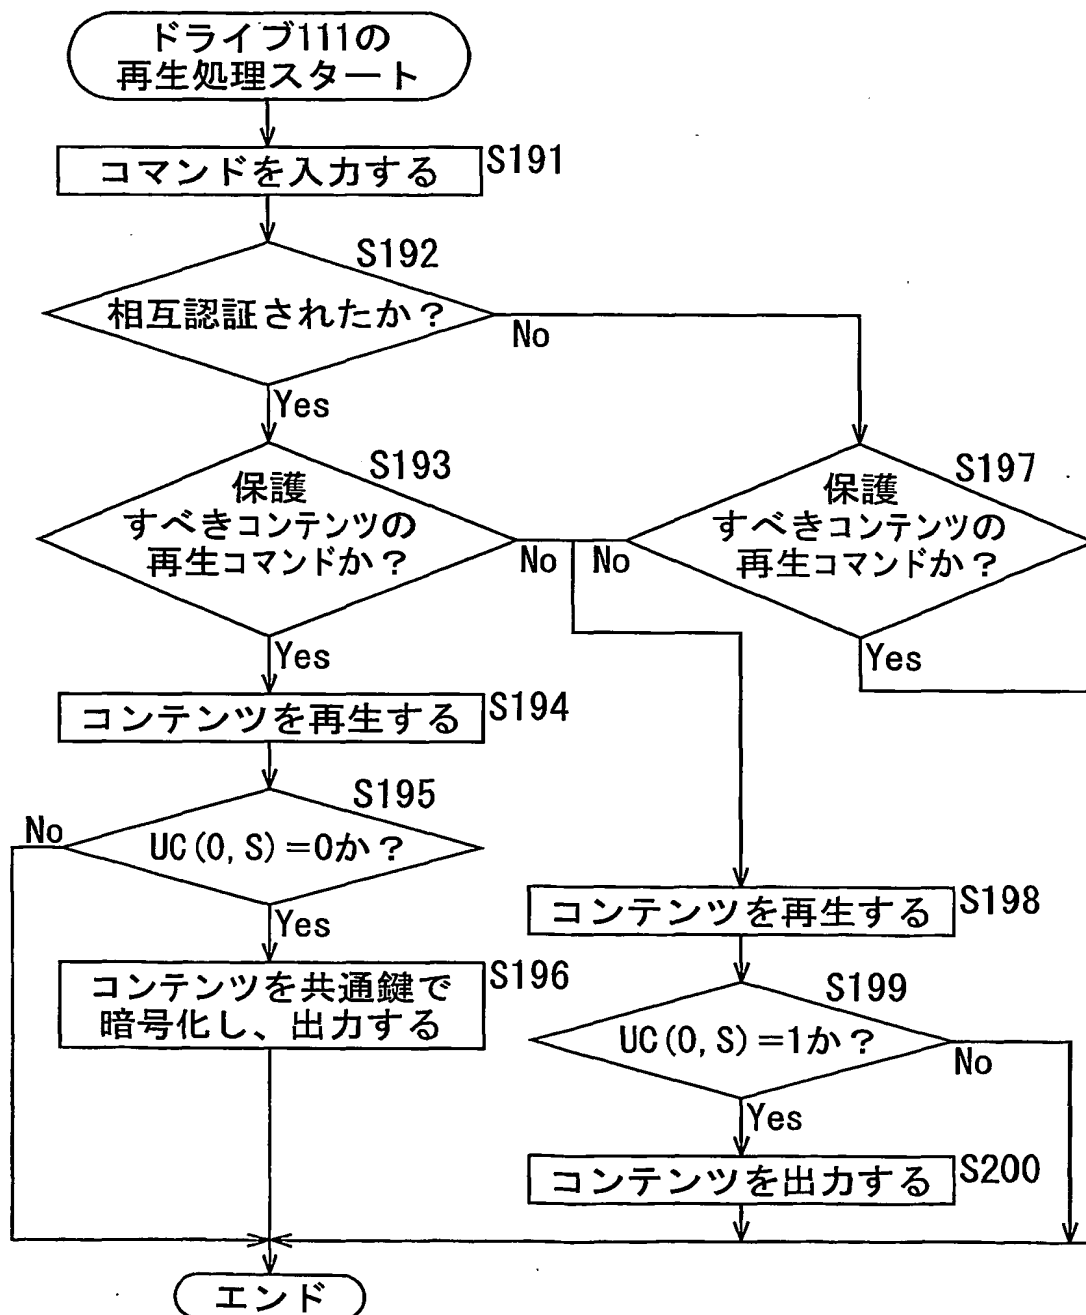 ドライブ111の
再生処理スタート
コマンドを入力する
S191
S192
相互認証されたか?
No
Yes
S193
保護
すべきコンテンツの
再生コマンドか?
No
Yes
S197
保護
すべきコンテンツの
再生コマンドか?
No
Yes
コンテンツを再生する
S194
S195
UC(0,S)=0か?
No
Yes
コンテンツを共通鍵で
暗号化し、出力する
S196
コンテンツを再生する
S198
S199
UC(0,S)=1か?
No
Yes
コンテンツを出力する
S200
エンド